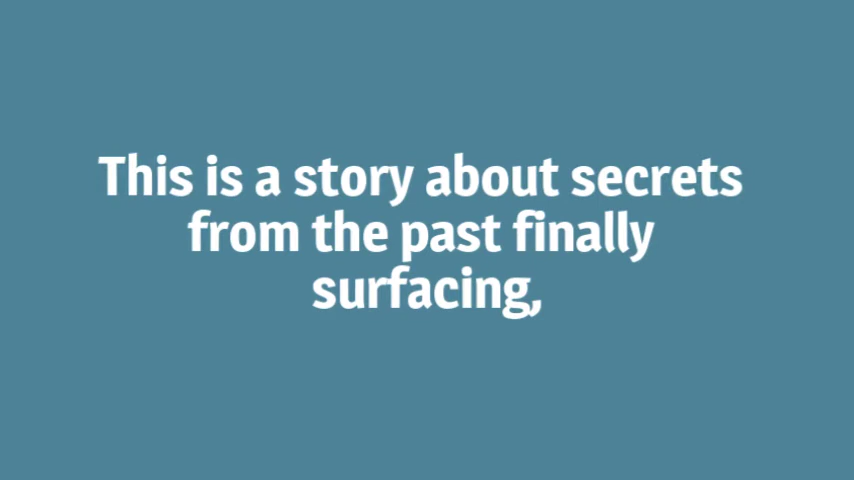 This is a story about secrets
from the past finally
surfacing,